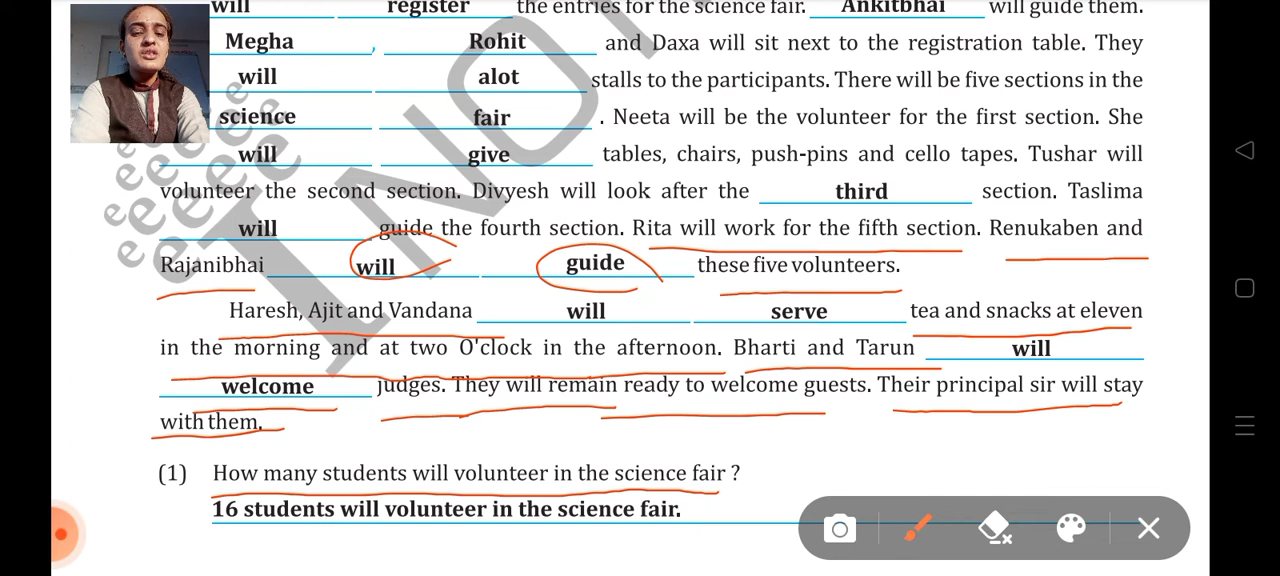 will register the entries for the science fair. Ankitbhai will guide them.
Megha , Rohit and Daxa will sit next to the registration table. They
will alot stalls to the participants. There will be five sections in the
science fair . Neeta will be the volunteer for the first section. She
will give tables, chairs, push-pins and cello tapes. Tushar will
volunteer the second section. Divyesh will look after the third section. Taslima
will guide the fourth section. Rita will work for the fifth section. Renukaben and
Rajanibhai will guide these five volunteers.
Haresh, Ajit and Vandana will serve tea and snacks at eleven
in the morning and at two O'clock in the afternoon. Bharti and Tarun will
welcome judges. They will remain ready to welcome guests. Their principal sir will stay
with them.
(1) How many students will volunteer in the science fair ?
16 students will volunteer in the science fair.